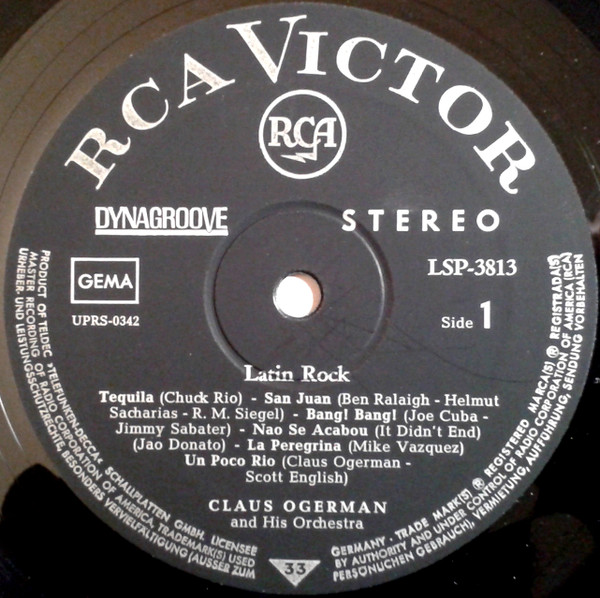 RCA VICTOR
RCA
DYNAGROOVE
STEREO
GEMA
LSP-3813
UPRS-0342
Side 1
Latin Rock
Tequila (Chuck Rio) - San Juan (Ben Ralaigh - Helmut
Sacharias - R. M. Siegel) - Bang! Bang! (Joe Cuba -
Jimmy Sabater) - Nao Se Acabou (It Didn't End)
(Jao Donato) - La Peregrina (Mike Vazquez)
Un Poco Rio (Claus Ogerman -
Scott English)
CLAUS OGERMAN
and His Orchestra
33
PRODUCT OF TELDEC »TELEFUNKEN-DECCA« SCHALLPLATTEN GMBH. LICENSEE
MASTER RECORDING OF RADIO CORPORATION OF AMERICA. TRADEMARK(S) USED
URHEBER- UND LEISTUNGSSCHUTZRECHTE, BESONDERS VERVIELFÄLTIGUNG (AUSSER ZUM
GERMANY · TRADE MARK(S) ® REGISTERED MARCA(S) ® REGISTRADA(S)
BY AUTHORITY AND UNDER CONTROL OF RADIO CORPORATION OF AMERICA (RCA)
PERSÖNLICHEN GEBRAUCH), VERMIETUNG, AUFFÜHRUNG, SENDUNG VORBEHALTEN